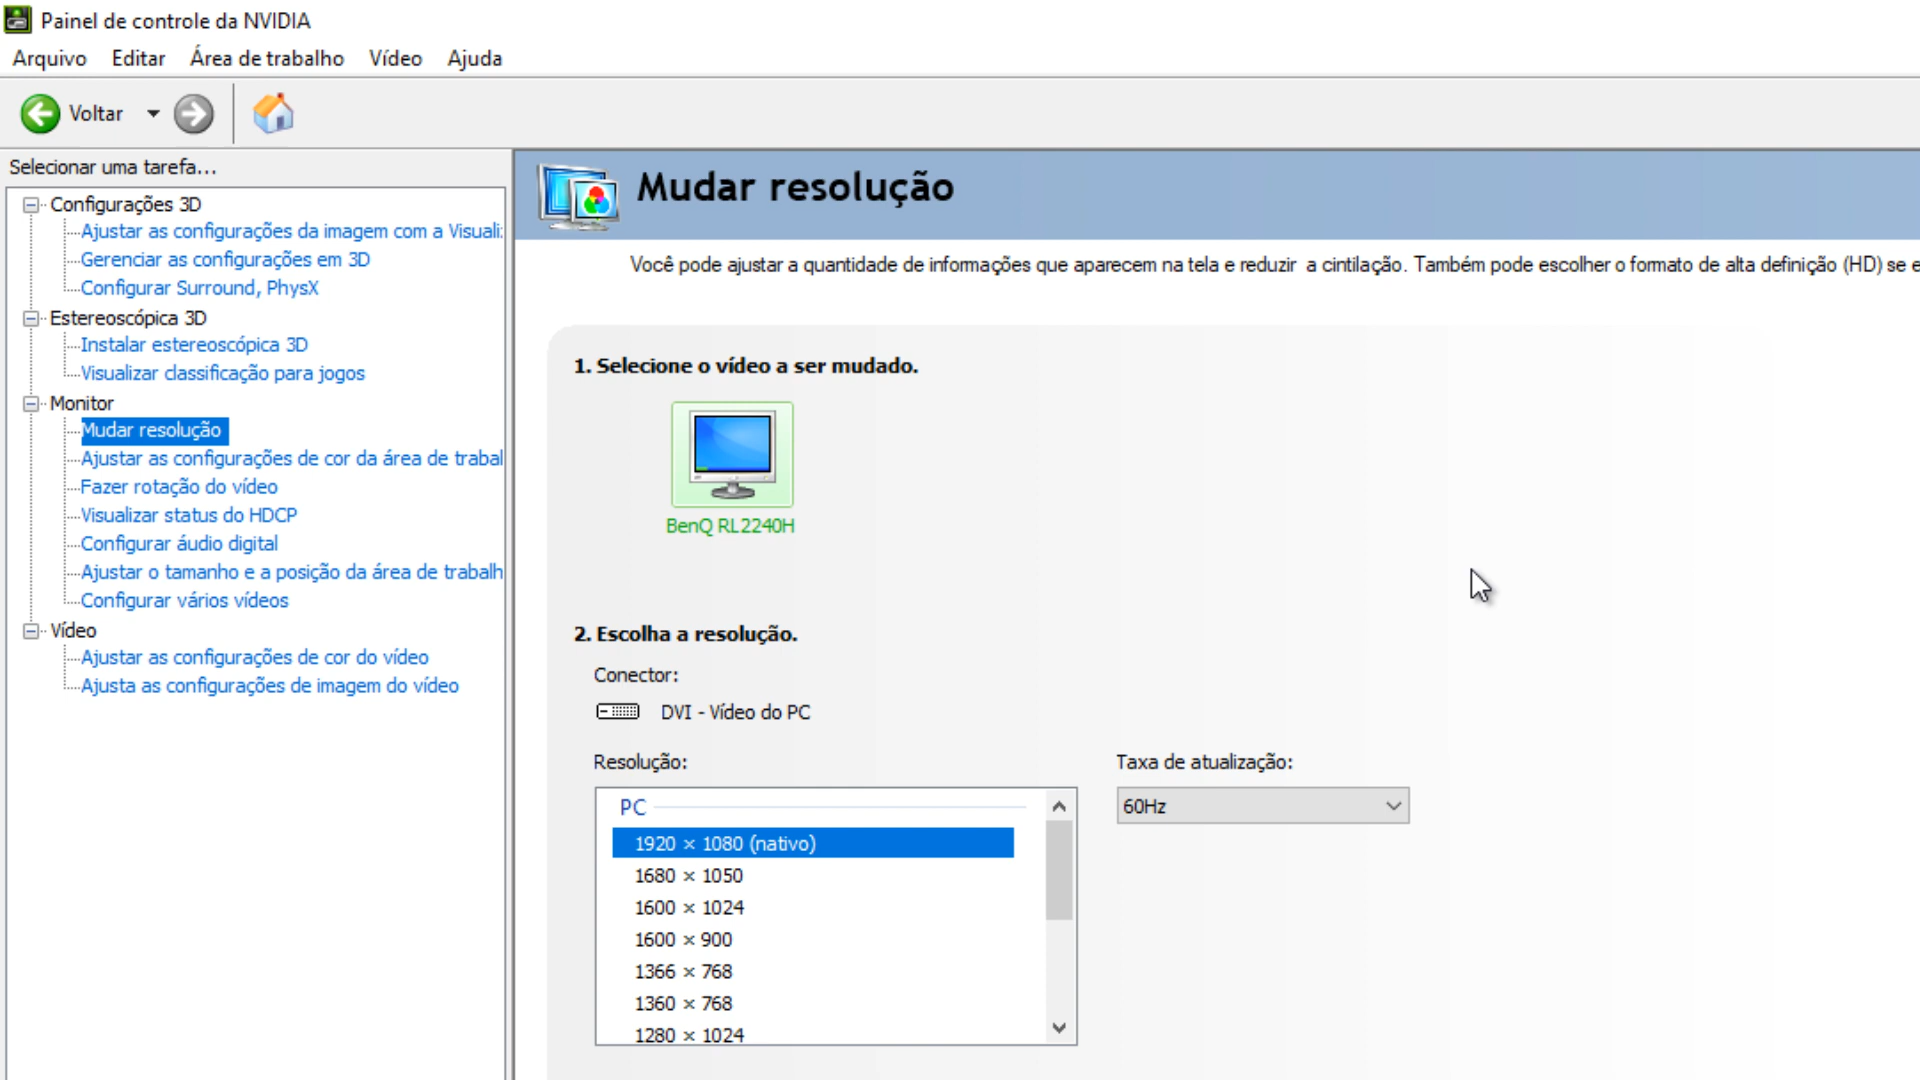 Painel de controle da NVIDIA
Arquivo Editar Área de trabalho Vídeo Ajuda
Voltar
Selecionar uma tarefa...
Configurações 3D
Ajustar as configurações da imagem com a Visuali
Gerenciar as configurações em 3D
Configurar Surround, PhysX
Estereoscópica 3D
Instalar estereoscópica 3D
Visualizar classificação para jogos
Monitor
Mudar resolução
Ajustar as configurações de cor da área de trabal
Fazer rotação do vídeo
Visualizar status do HDCP
Configurar áudio digital
Ajustar o tamanho e a posição da área de trabalh
Configurar vários vídeos
Vídeo
Ajustar as configurações de cor do vídeo
Ajusta as configurações de imagem do vídeo
Mudar resolução
Você pode ajustar a quantidade de informações que aparecem na tela e reduzir a cintilação. Também pode escolher o formato de alta definição (HD) se e
1. Selecione o vídeo a ser mudado.
BenQ RL2240H
2. Escolha a resolução.
Conector:
DVI - Vídeo do PC
Resolução:
PC
1920 × 1080 (nativo)
1680 × 1050
1600 × 1024
1600 × 900
1366 × 768
1360 × 768
1280 × 1024
Taxa de atualização:
60Hz